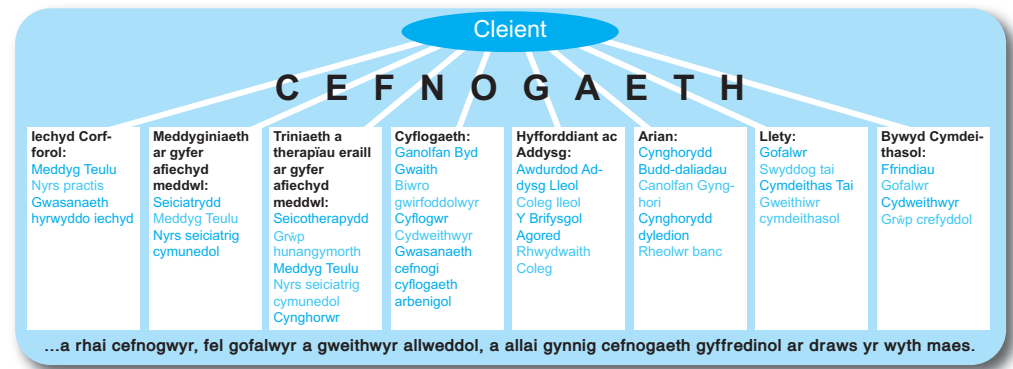 Cleient
CEFNOGAETH
Iechyd Corf-
forol:
Meddyg Teulu
Nyrs practis
Gwasanaeth
hyrwyddo iechyd
Meddyginiaeth
ar gyfer
afiechyd
meddwl:
Seiciatrydd
Meddyg Teulu
Nyrs seiciatrig
cymunedol
Triniaeth a
therapïau eraill
ar gyfer
afiechyd
meddwl:
Seicotherapydd
Grŵp
hunangymorth
Meddyg Teulu
Nyrs seiciatrig
cymunedol
Cynghorwr
Cyflogaeth:
Ganolfan Byd
Gwaith
Biwro
gwirfoddolwyr
Cyflogwr
Cydweithwyr
Gwasanaeth
cefnogi
cyflogaeth
arbenigol
Hyfforddiant ac
Addysg:
Awdurdod Ad-
dysg Lleol
Coleg lleol
Y Brifysgol
Agored
Rhwydwaith
Coleg
Arian:
Cynghorydd
Budd-daliadau
Canolfan Gyng-
hori
Cynghorydd
dyledion
Rheolwr banc
Llety:
Gofalwr
Swyddog tai
Cymdeithas Tai
Gweithiwr
cymdeithasol
Bywyd Cymdei-
thasol:
Ffrindiau
Gofalwr
Cydweithwyr
Grŵp crefyddol
...a rhai cefnogwyr, fel gofalwyr a gweithwyr allweddol, a allai gynnig cefnogaeth gyffredinol ar draws yr wyth maes.